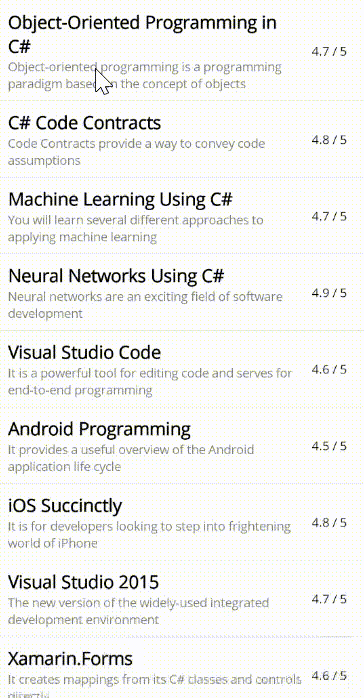 Object-Oriented Programming in
C#
4.7 / 5
Object-oriented programming is a programming
paradigm based on the concept of objects
C# Code Contracts
4.8 / 5
Code Contracts provide a way to convey code
assumptions
Machine Learning Using C#
4.7 / 5
You will learn several different approaches to
applying machine learning
Neural Networks Using C#
4.9 / 5
Neural networks are an exciting field of software
development
Visual Studio Code
4.6 / 5
It is a powerful tool for editing code and serves for
end-to-end programming
Android Programming
4.5 / 5
It provides a useful overview of the Android
application life cycle
iOS Succinctly
4.8 / 5
It is for developers looking to step into frightening
world of iPhone
Visual Studio 2015
4.7 / 5
The new version of the widely-used integrated
development environment
Xamarin.Forms
4.6 / 5
It creates mappings from its C# classes and controls